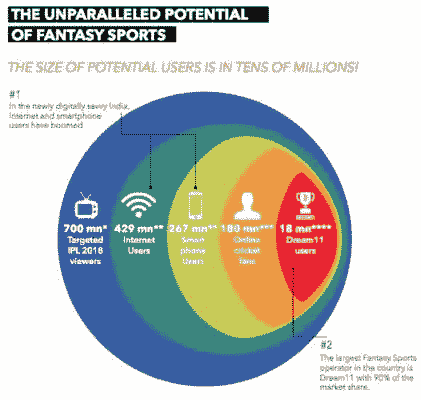 THE UNPARALLELED POTENTIAL
OF FANTASY SPORTS
THE SIZE OF POTENTIAL USERS IS IN TENS OF MILLIONS!
#1
In the newly digitally savvy India,
Internet and smartphone
users have boomed
700 mn*
Targeted
IPL 2018
viewers
429 mn**
Internet
Users
267 mn**
Smart
phone
Users
180 mn***
Online
cricket
fans
18 mn****
Dream11
users
#2
The largest Fantasy Sports
operator in the country is
Dream11 with 90% of the
market share.